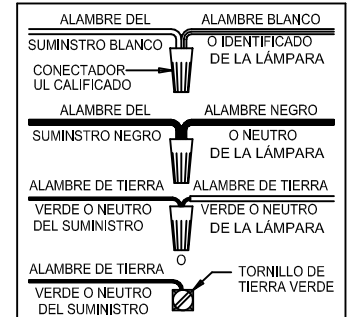 ALAMBRE DEL ALAMBRE BLANCO
SUMINSTRO BLANCO O IDENTIFICADO
DE LA LÁMPARA
CONECTADOR
UL CALIFICADO
ALAMBRE DEL ALAMBRE NEGRO
SUMINSTRO NEGRO O NEUTRO
DE LA LÁMPARA
ALAMBRE DE TIERRA ALAMBRE DE TIERRA
VERDE O NEUTRO VERDE O NEUTRO
DEL SUMINISTRO DE LA LÁMPARA
O
ALAMBRE DE TIERRA TORNILLO DE
TIERRA VERDE
VERDE O NEUTRO
DEL SUMINISTRO